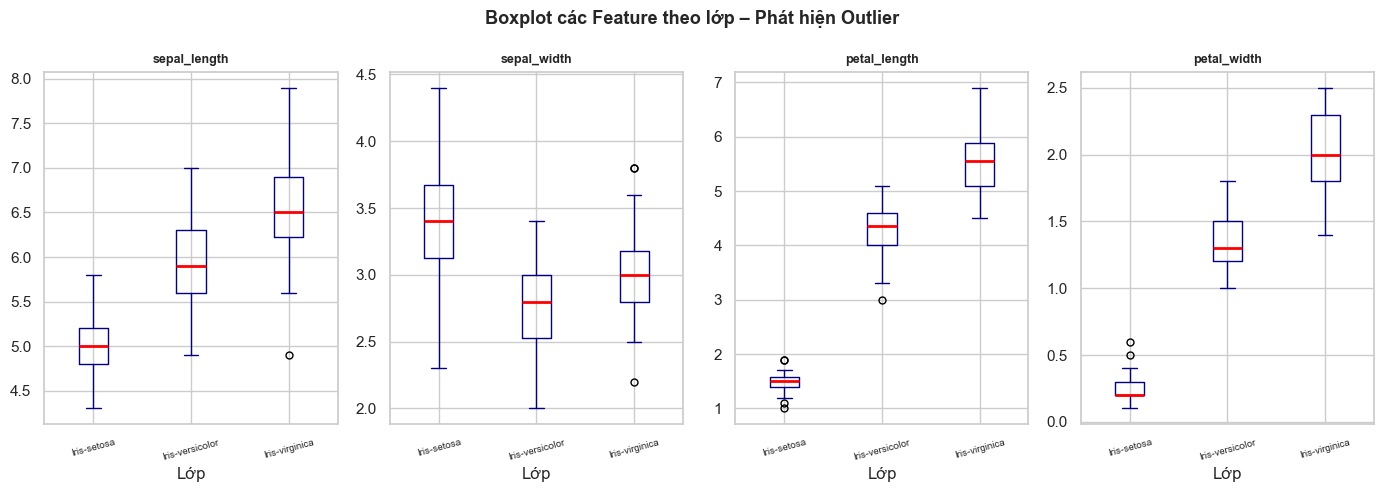 Boxplot các Feature theo lớp – Phát hiện Outlier
sepal_length
8.0
7.5
7.0
6.5
6.0
5.5
5.0
4.5
Iris-setosa
Iris-versicolor
Iris-virginica
Lớp
sepal_width
4.5
4.0
3.5
3.0
2.5
2.0
Iris-setosa
Iris-versicolor
Iris-virginica
Lớp
petal_length
7
6
5
4
3
2
1
Iris-setosa
Iris-versicolor
Iris-virginica
Lớp
petal_width
2.5
2.0
1.5
1.0
0.5
0.0
Iris-setosa
Iris-versicolor
Iris-virginica
Lớp